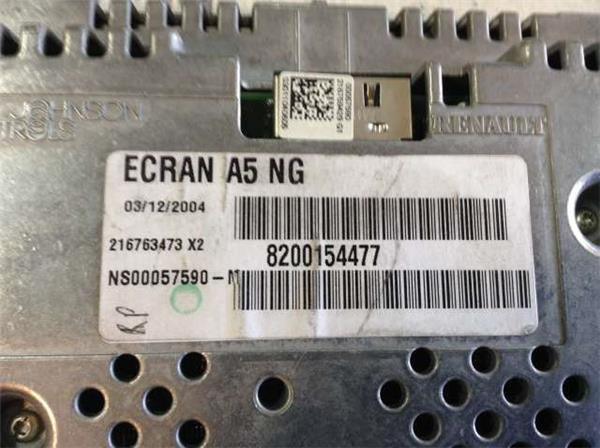 JOHNSON
TROLS
RENAULT
ECRAN A5 NG
03/12/2004
216763473 X2
8200154477
NS00057590-M
R.P